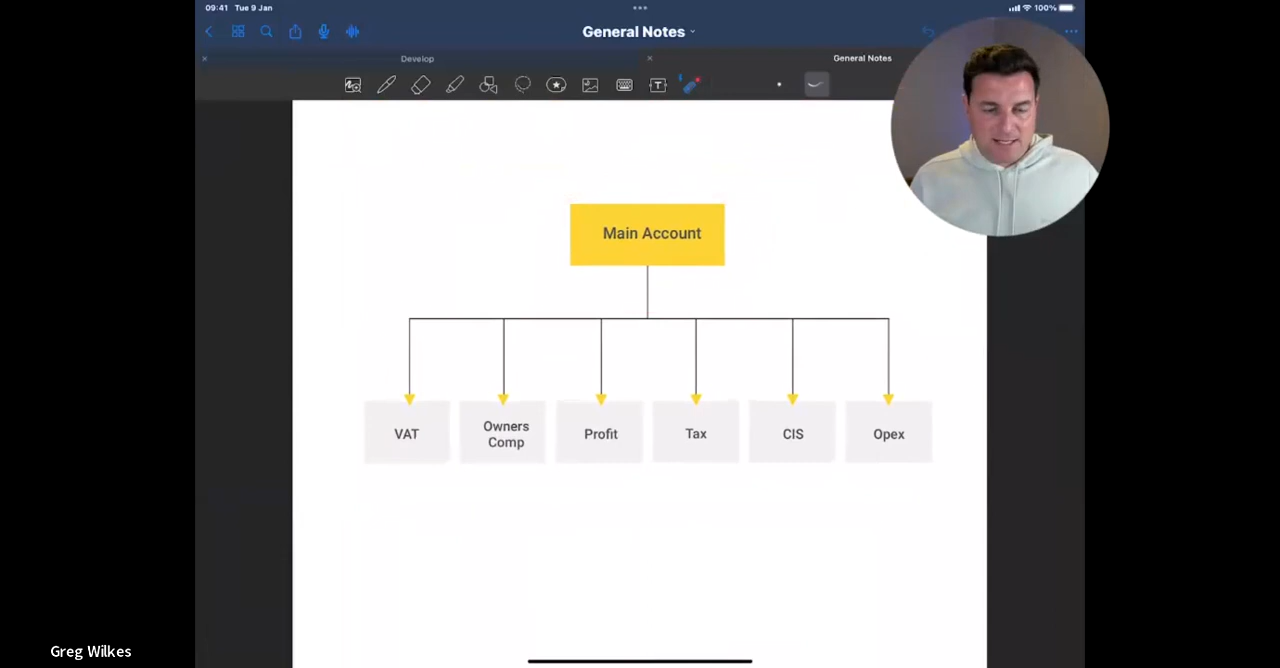 09:41 Tue 9 Jan
100%
General Notes
Develop
General Notes
T
Main Account
VAT
Owners
Comp
Profit
Tax
CIS
Opex
Greg Wilkes